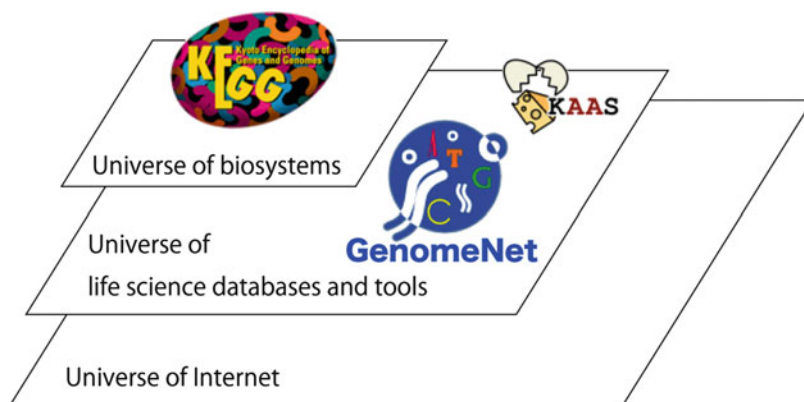 KEGG
Kyoto Encyclopedia of
Genes and Genomes
KAAS
Universe of biosystems
A T G C
GenomeNet
Universe of
life science databases and tools
Universe of Internet